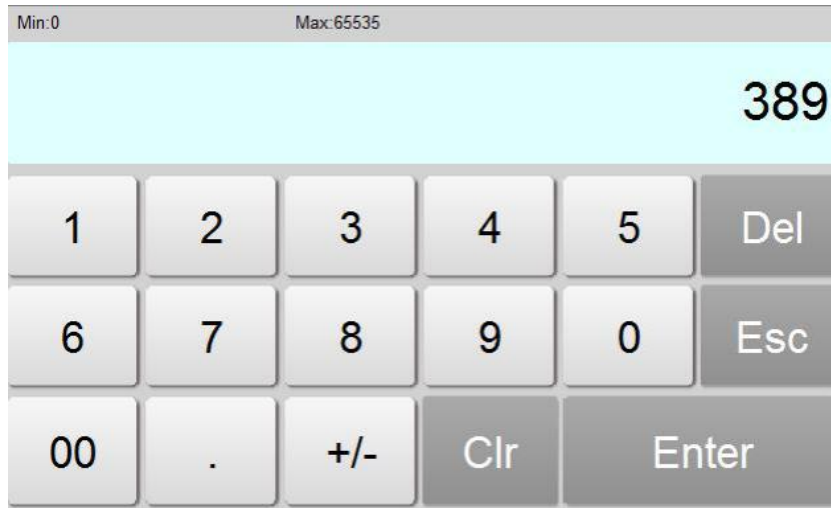 Min:0 Max:65535
389
1 2 3 4 5 Del
6 7 8 9 0 Esc
00 . +/- Clr Enter